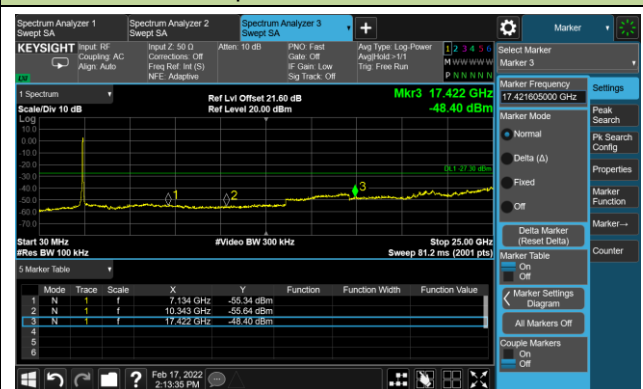 Spectrum Analyzer 1
Swept SA
Spectrum Analyzer 2
Swept SA
Spectrum Analyzer 3
Swept SA
Marker
KEYSIGHT
Input: RF
Coupling: AC
Align: Auto
Input Z: 50 Ω
Corrections: Off
Freq Ref: Int (S)
NFE: Adaptive
Atten: 10 dB
PNO: Fast
Gate: Off
IF Gain: Low
Sig Track: Off
Avg Type: Log-Power
Avg|Hold:>1/1
Trig: Free Run
1 2 3 4 5 6
M W W W W W
P N N N N N
Select Marker
Marker 3
1 Spectrum
Scale/Div 10 dB
Ref Lvl Offset 21.60 dB
Ref Level 20.00 dBm
Mkr3 17.422 GHz
-48.40 dBm
Log
10.0
0.00
-10.0
-20.0
-30.0
-40.0
-50.0
-60.0
-70.0
DL1 -27.36 dBm
1
2
3
Start 30 MHz
#Res BW 100 kHz
#Video BW 300 kHz
Stop 25.00 GHz
Sweep 81.2 ms (2001 pts)
5 Marker Table
Mode Trace Scale X Y Function Function Width Function Value
1 N 1 f 7.134 GHz -55.34 dBm
2 N 1 f 10.343 GHz -55.64 dBm
3 N 1 f 17.422 GHz -48.40 dBm
4
5
6
Marker Frequency
17.421605000 GHz
Marker Mode
Normal
Delta (Δ)
Fixed
Off
Delta Marker
(Reset Delta)
Marker Table
On
Off
Marker Settings
Diagram
All Markers Off
Couple Markers
On
Off
Settings
Peak
Search
Pk Search
Config
Properties
Marker
Function
Marker→
Counter
Feb 17, 2022
2:13:35 PM